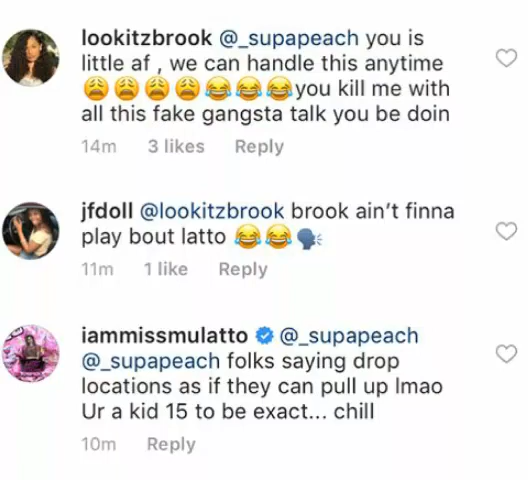 lookitzbrook @_supapeach you is
little af , we can handle this anytime
😩😩😩😩😂😂😂you kill me with
all this fake gangsta talk you be doin
14m 3 likes Reply
jfdoll @lookitzbrook brook ain't finna
play bout latto 😂😂🗣️
11m 1 like Reply
iammissmulatto @_supapeach
@_supapeach folks saying drop
locations as if they can pull up lmao
Ur a kid 15 to be exact... chill
10m Reply